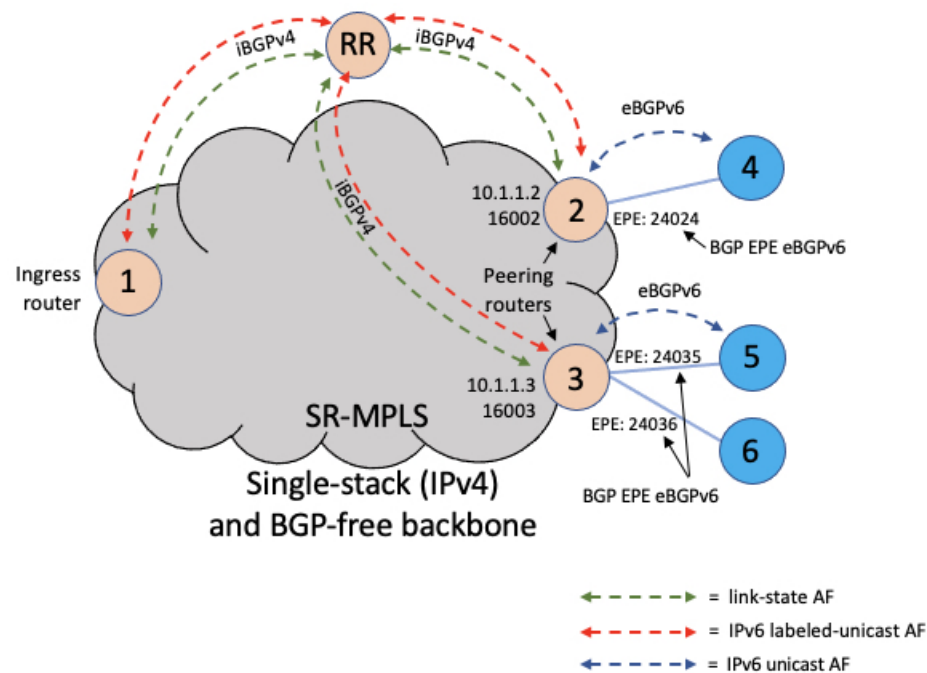 RR
iBGPv4
iBGPv4
iBGPv4
eBGPv6
4
10.1.1.2
16002
2
EPE: 24024
BGP EPE eBGPv6
Ingress
router
1
Peering
routers
eBGPv6
5
EPE: 24035
10.1.1.3
16003
3
EPE: 24036
6
BGP EPE eBGPv6
SR-MPLS
Single-stack (IPv4)
and BGP-free backbone
= link-state AF
= IPv6 labeled-unicast AF
= IPv6 unicast AF